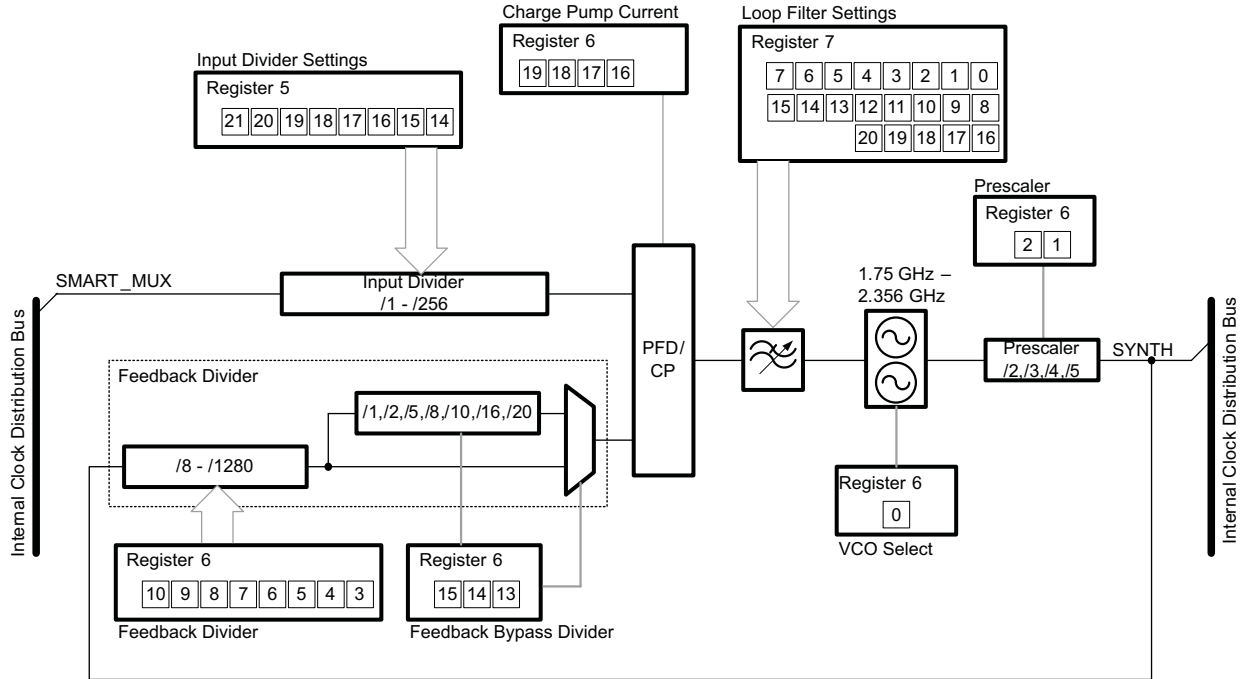 Charge Pump Current
Register 6
19 18 17 16
Loop Filter Settings
Register 7
7 6 5 4 3 2 1 0
15 14 13 12 11 10 9 8
20 19 18 17 16
Input Divider Settings
Register 5
21 20 19 18 17 16 15 14
Prescaler
Register 6
2 1
SMART_MUX
Input Divider
/1 - /256
1.75 GHz –
2.356 GHz
Internal Clock Distribution Bus
PFD/
CP
Prescaler
/2,/3,/4,/5
SYNTH
Internal Clock Distribution Bus
Feedback Divider
/1,/2,/5,/8,/10,/16,/20
/8 - /1280
Register 6
0
VCO Select
Register 6
10 9 8 7 6 5 4 3
Feedback Divider
Register 6
15 14 13
Feedback Bypass Divider